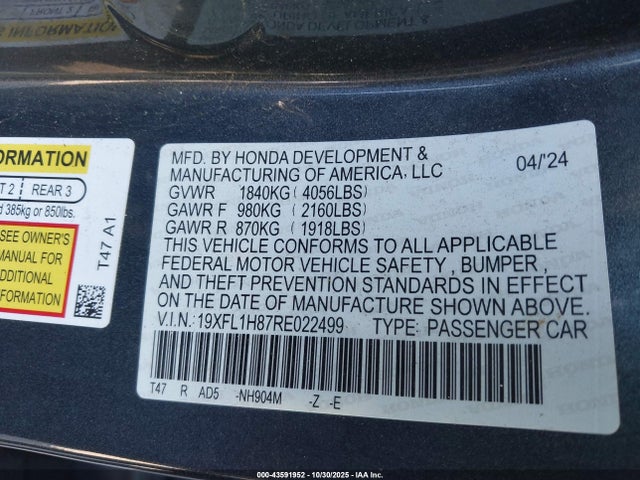 INFORMATION
ORMATION
T 2 REAR 3
d 385kg or 850lbs.
SEE OWNER'S
MANUAL FOR
ADDITIONAL
INFORMATION
T47 A1
MFD. BY HONDA DEVELOPMENT &
MANUFACTURING OF AMERICA, LLC
04/'24
GVWR 1840KG ( 4056LBS)
GAWR F 980KG ( 2160LBS)
GAWR R 870KG ( 1918LBS)
THIS VEHICLE CONFORMS TO ALL APPLICABLE
FEDERAL MOTOR VEHICLE SAFETY , BUMPER ,
AND THEFT PREVENTION STANDARDS IN EFFECT
ON THE DATE OF MANUFACTURE SHOWN ABOVE.
V.I.N.: 19XFL1H87RE022499 TYPE: PASSENGER CAR
T47 R AD5 -NH904M -Z -E
000-43591952 - 10/30/2025 - IAA Inc.